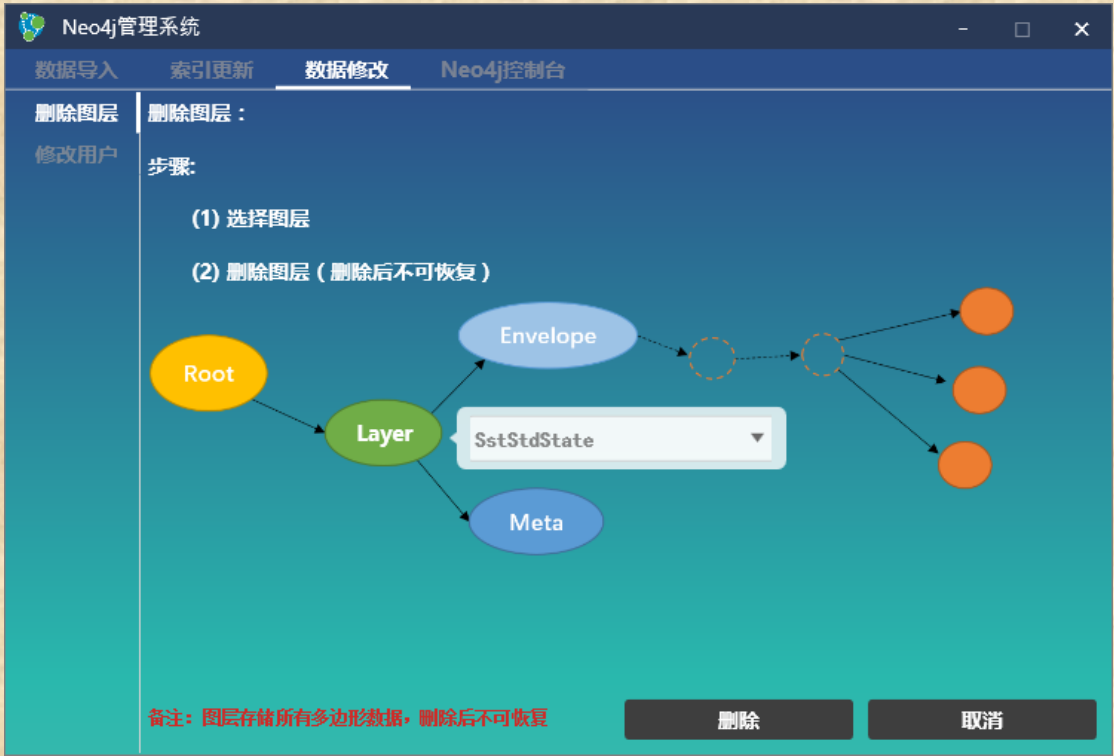 Neo4j管理系统
数据导入 索引更新 数据修改 Neo4j控制台
删除图层
修改用户
删除图层：
步骤:
(1) 选择图层
(2) 删除图层（删除后不可恢复）
Envelope
Root
Layer
SstStdState
Meta
备注：图层存储所有多边形数据，删除后不可恢复
删除 取消